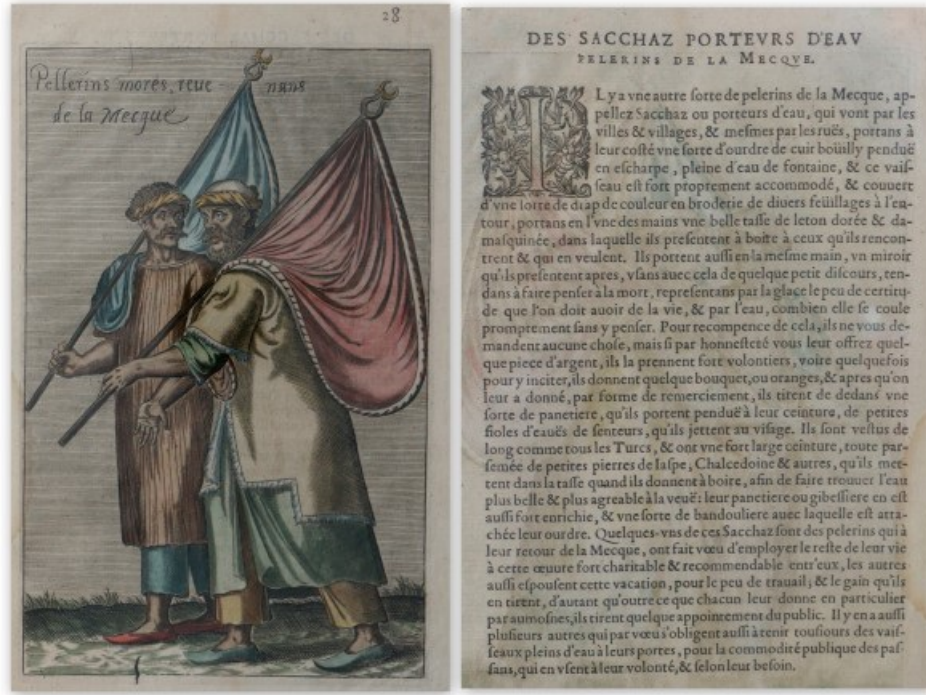 28
Pellerins mores, reue - nans
de la Mecque
DES SACCHAZ PORTEVRS D'EAV
PELERINS DE LA MECQVE.
IL y a vne autre sorte de pelerins de la Mecque, ap-
pellez Sacchaz ou porteurs d'eau, qui vont par les
villes & villages, & mesmes par les ruës, portans à
leur costé vne sorte d'ourdre de cuir boüilly penduë
en escharpe, pleine d'eau de fontaine, & ce vais-
seau est fort proprement accommodé, & couuert
d'vne sorte de drap de couleur en broderie de diuers feüillages à l'en-
tour, portans en l'vne des mains vne belle tasse de leton dorée & da-
masquinée, dans laquelle ils presentent à boite à ceux qu'ils rencon-
trent & qui en veulent. Ils portent aussi en la mesme main, vn miroir
qu'ils presentent apres, vsans auec cela de quelque petit discours, ten-
dans à faire penser à la mort, representans par la glace le peu de certitu-
de que l'on doit auoir de la vie, & par l'eau, combien elle se coule
promptement sans y penser. Pour recompence de cela, ils ne vous de-
mandent aucune chose, mais si par honnesteté vous leur offrez quel-
que piece d'argent, ils la prennent fort volontiers, voire quelquefois
pour y inciter, ils donnent quelque bouquet, ou oranges, & apres qu'on
leur a donné, par forme de remerciement, ils tirent de dedans vne
sorte de panetiere, qu'ils portent penduë à leur ceinture, de petites
fioles d'eauës de senteurs, qu'ils jettent au visage. Ils sont vestus de
long comme tous les Turcs, & ont vne fort large ceinture, toute par-
semée de petites pierres de Iaspe, Chalcedoine & autres, qu'ils met-
tent dans la tasse quand ils donnent à boire, afin de faire trouuer l'eau
plus belle & plus agreable à la veuë: leur panetiere ou gibessiere en est
aussi fort enrichie, & vne sorte de bandouliere auec laquelle est atta-
chée leur ourdre. Quelques-vns de ces Sacchaz sont des pelerins qui à
leur retour de la Mecque, ont fait vœu d'employer le reste de leur vie
à cette œuure fort charitable & recommendable entr'eux, les autres
aussi espousent cette vacation, pour le peu de trauail, & le gain qu'ils
en tirent, d'autant qu'outre ce que chacun leur donne en particulier
par aumosnes, ils tirent quelque appointement du public. Il y en a aussi
plusieurs autres qui par vœu s'obligent aussi à tenir tousiours des vais-
seaux pleins d'eau à leurs portes, pour la commodité publique des pas-
sans, qui en vsent à leur volonté, & selon leur besoin.